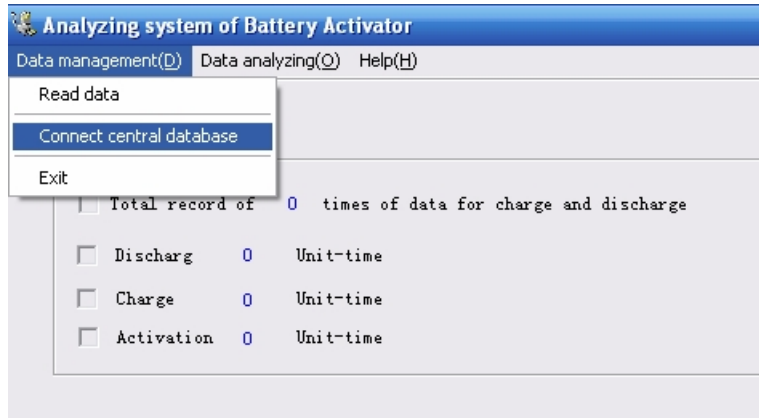 Analyzing system of Battery Activator
Data management(D) Data analyzing(O) Help(H)
Read data
Connect central database
Exit
Total record of 0 times of data for charge and discharge
Discharg 0 Unit-time
Charge 0 Unit-time
Activation 0 Unit-time